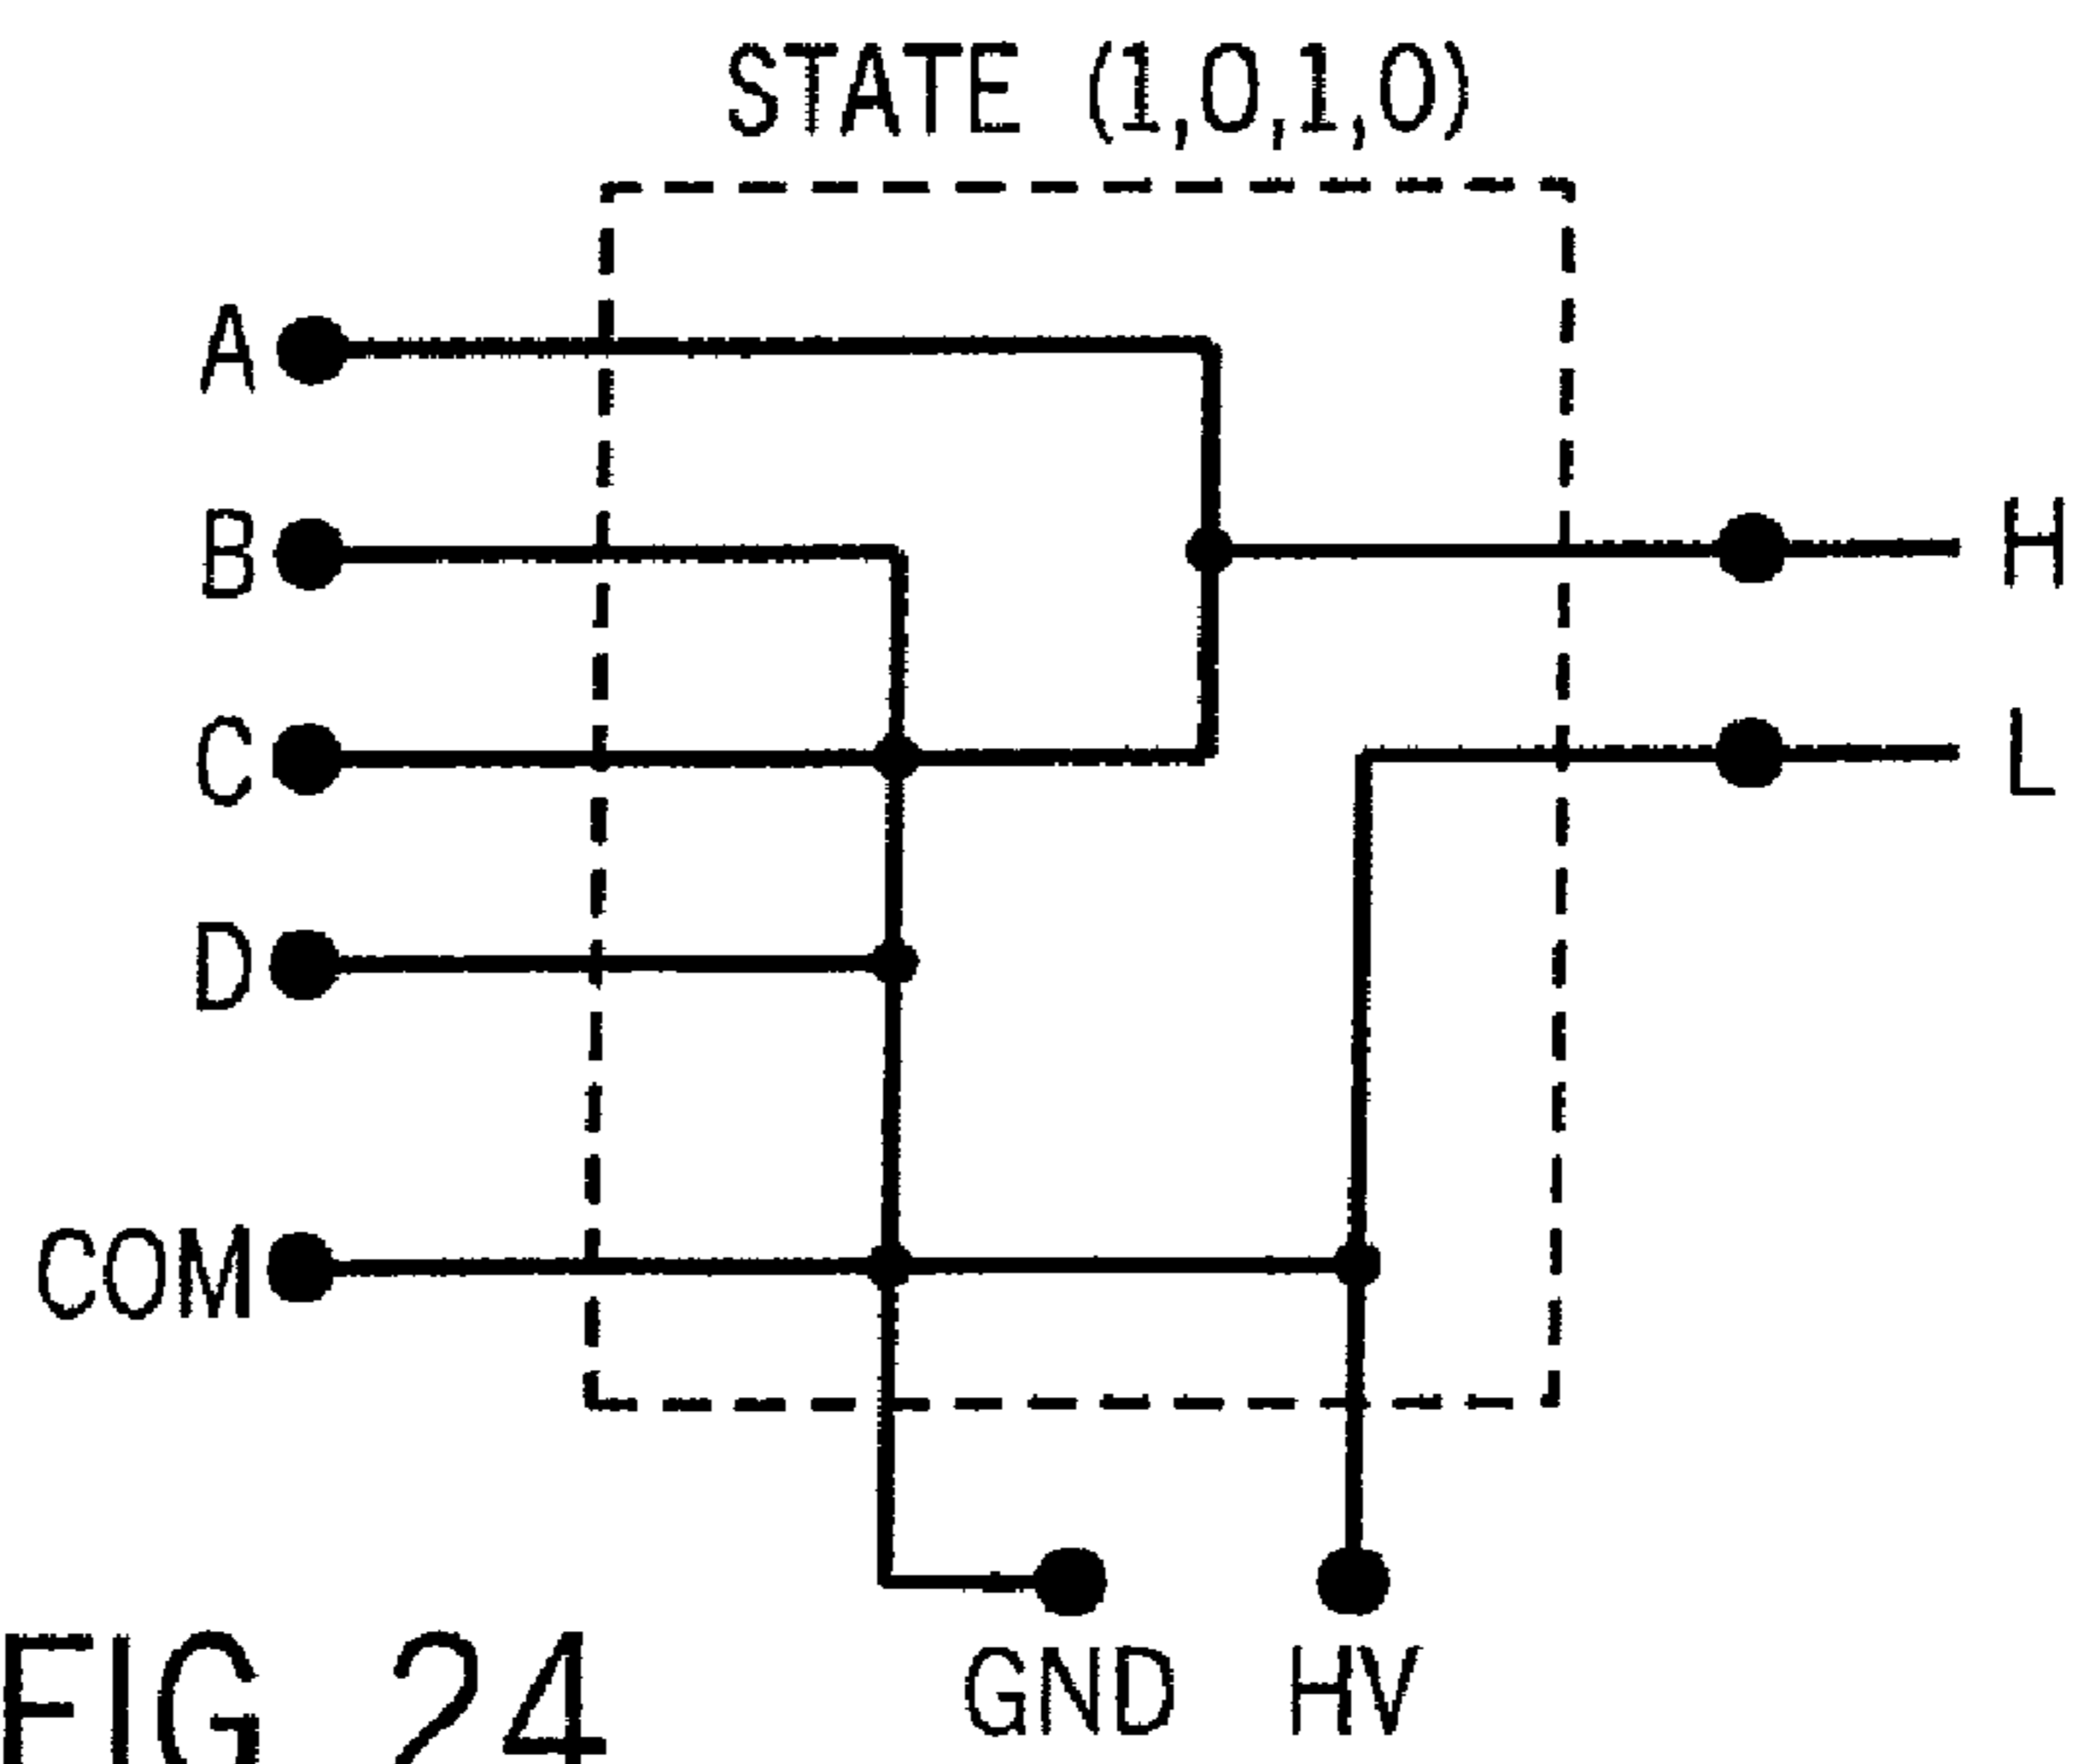 STATE (1,0,1,0)
A
B
H
C
L
D
COM
GND HV
FIG 24